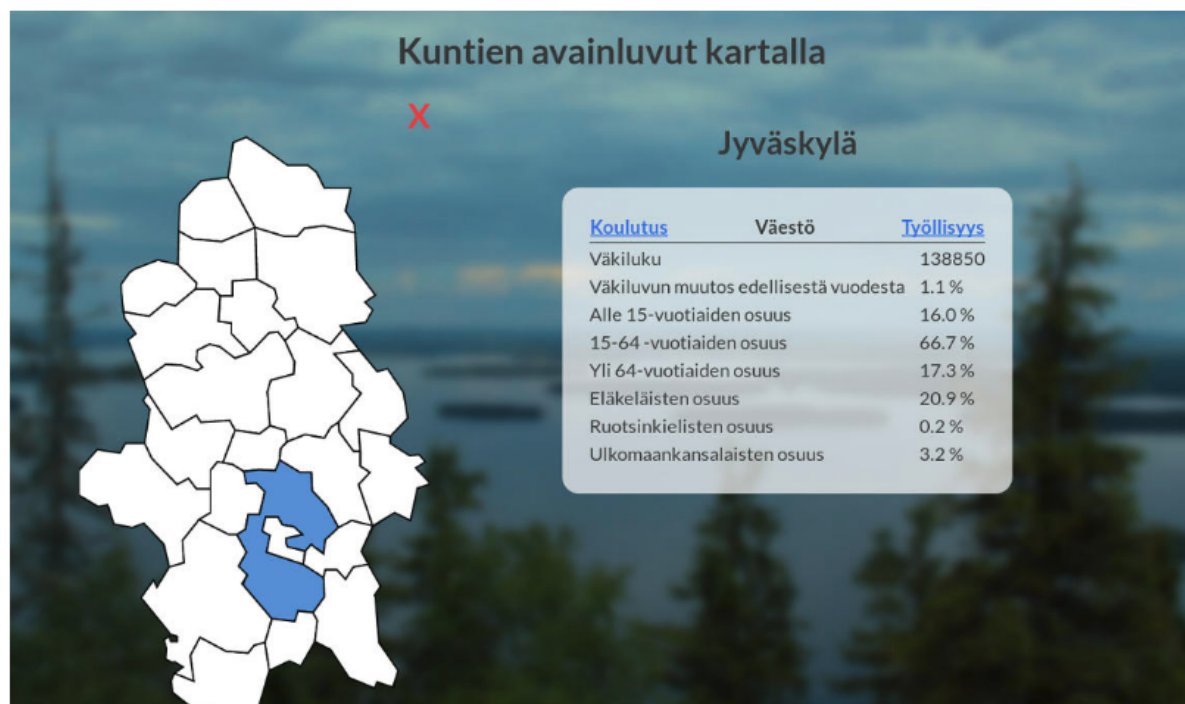 Kuntien avainluvut kartalla
X
Jyväskylä
Koulutus Väestö Työllisyys
Väkiluku 138850
Väkiluvun muutos edellisestä vuodesta 1.1 %
Alle 15-vuotiaiden osuus 16.0 %
15-64 -vuotiaiden osuus 66.7 %
Yli 64-vuotiaiden osuus 17.3 %
Eläkeläisten osuus 20.9 %
Ruotsinkielisten osuus 0.2 %
Ulkomaankansalaisten osuus 3.2 %